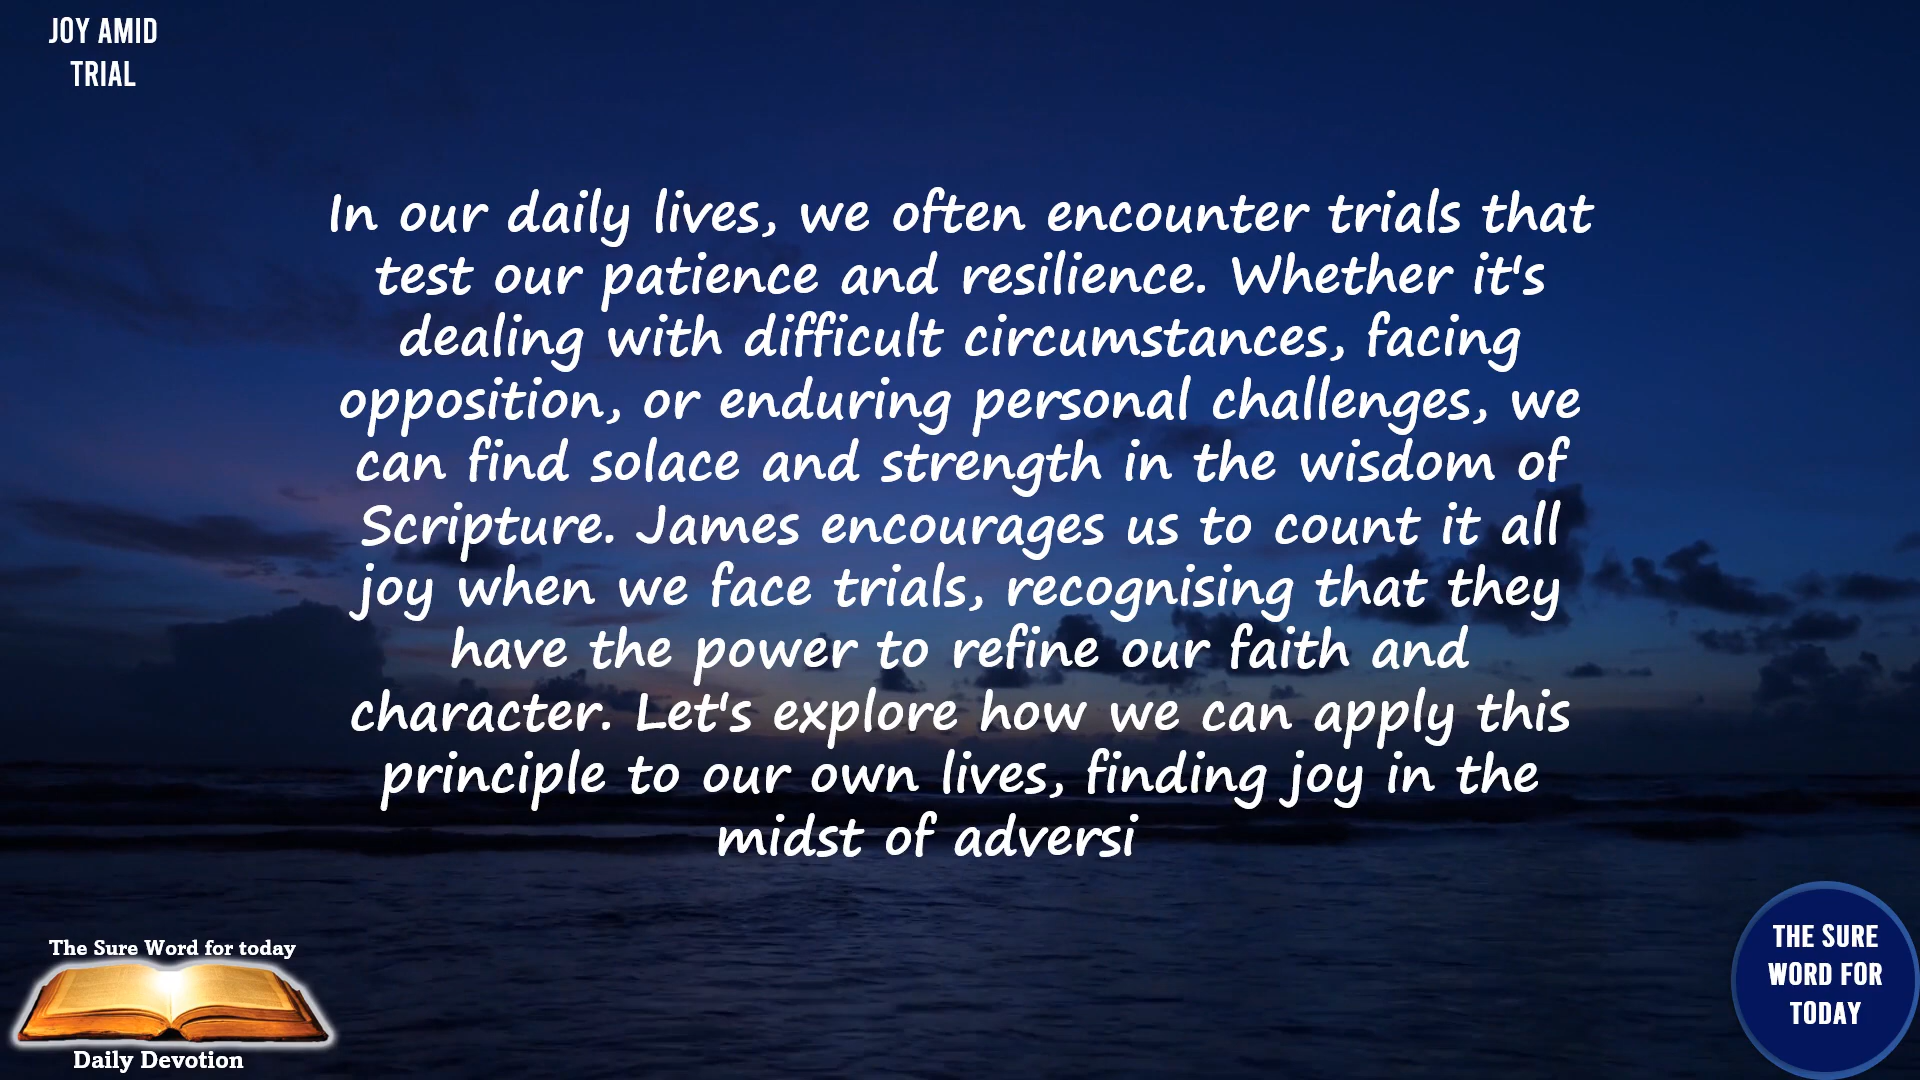 JOY AMID
TRIAL
In our daily lives, we often encounter trials that
test our patience and resilience. Whether it's
dealing with difficult circumstances, facing
opposition, or enduring personal challenges, we
can find solace and strength in the wisdom of
Scripture. James encourages us to count it all
joy when we face trials, recognising that they
have the power to refine our faith and
character. Let's explore how we can apply this
principle to our own lives, finding joy in the
midst of adversi
The Sure Word for today
Daily Devotion
THE SURE
WORD FOR
TODAY